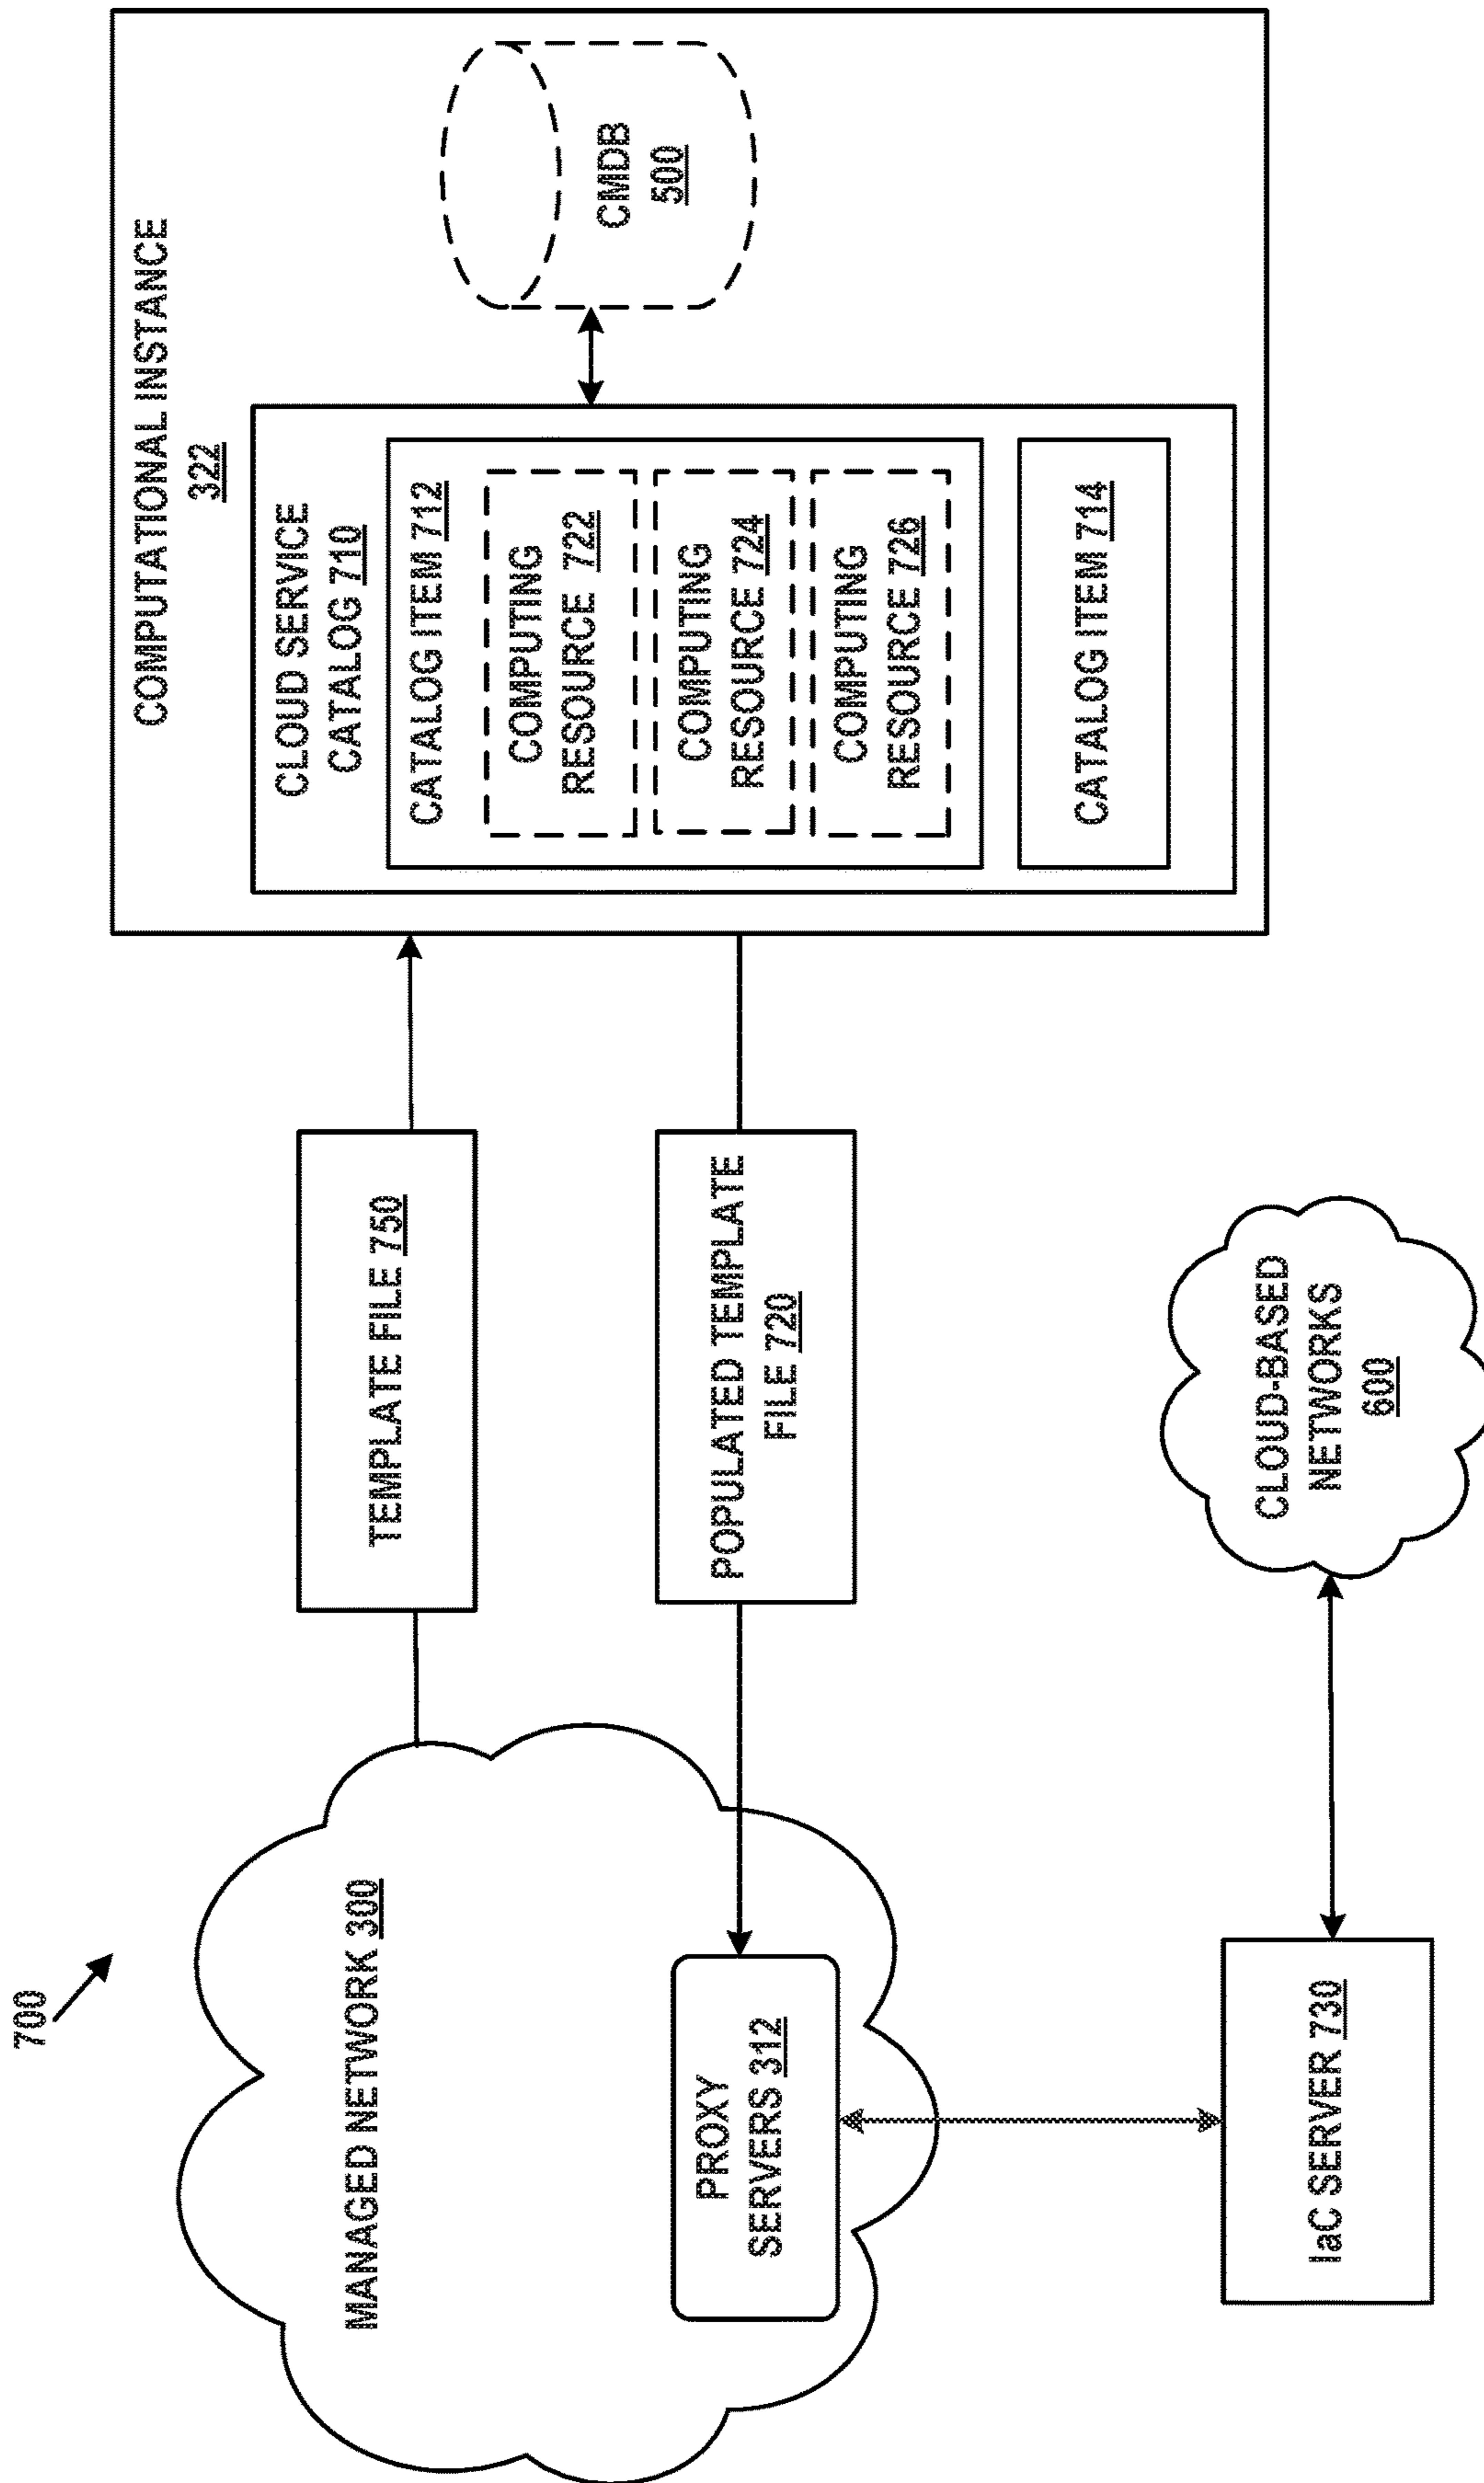 700
MANAGED NETWORK 300
PROXY
SERVERS 312
TEMPLATE FILE 750
POPULATED TEMPLATE
FILE 720
IaC SERVER 730
CLOUD-BASED
NETWORKS
600
COMPUTATIONAL INSTANCE
322
CLOUD SERVICE
CATALOG 710
CATALOG ITEM 712
COMPUTING
RESOURCE 722
COMPUTING
RESOURCE 724
COMPUTING
RESOURCE 726
CATALOG ITEM 714
CMDB
500